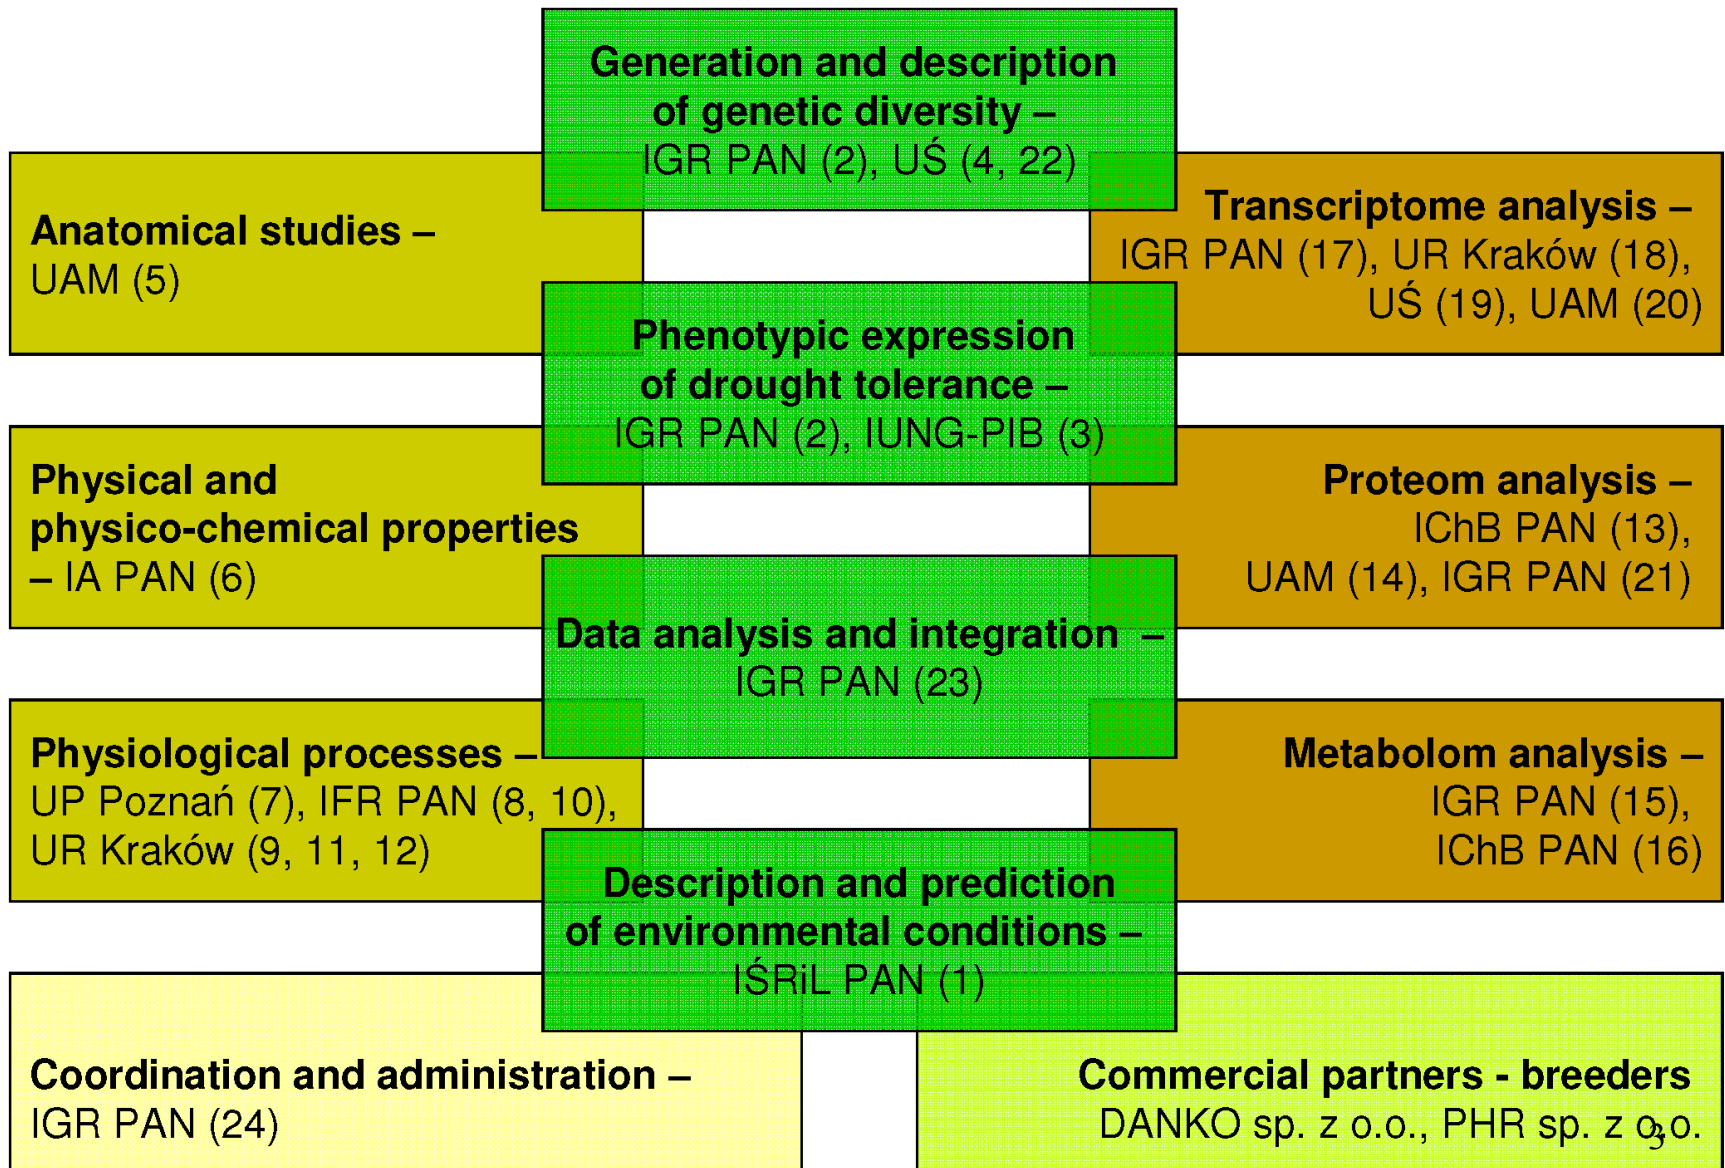 Generation and description
of genetic diversity –
IGR PAN (2), UŚ (4, 22)
Anatomical studies –
UAM (5)
Transcriptome analysis –
IGR PAN (17), UR Kraków (18),
UŚ (19), UAM (20)
Phenotypic expression
of drought tolerance –
IGR PAN (2), IUNG-PIB (3)
Physical and
physico-chemical properties
– IA PAN (6)
Proteom analysis –
IChB PAN (13),
UAM (14), IGR PAN (21)
Data analysis and integration –
IGR PAN (23)
Physiological processes –
UP Poznań (7), IFR PAN (8, 10),
UR Kraków (9, 11, 12)
Metabolom analysis –
IGR PAN (15),
IChB PAN (16)
Description and prediction
of environmental conditions –
IŚRiL PAN (1)
Coordination and administration –
IGR PAN (24)
Commercial partners - breeders
DANKO sp. z o.o., PHR sp. z o.o.
3